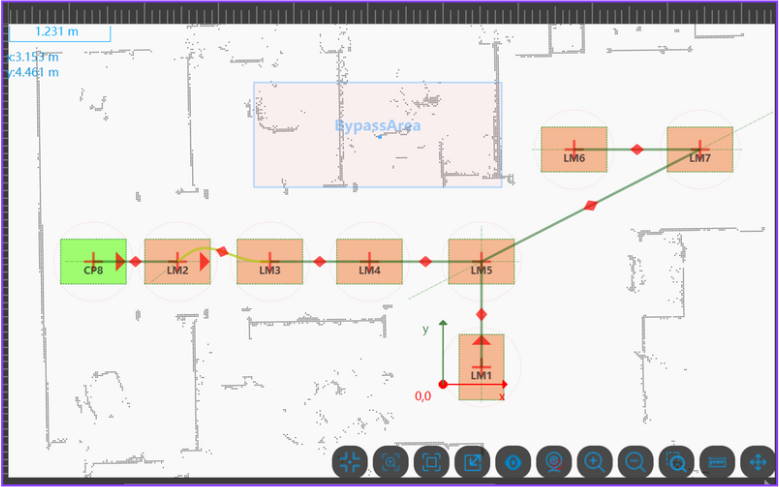 1.231 m
x:3.153 m
y:4.461 m
BypassArea
LM6
LM7
CP8
LM2
LM3
LM4
LM5
y
LM1
0,0
x